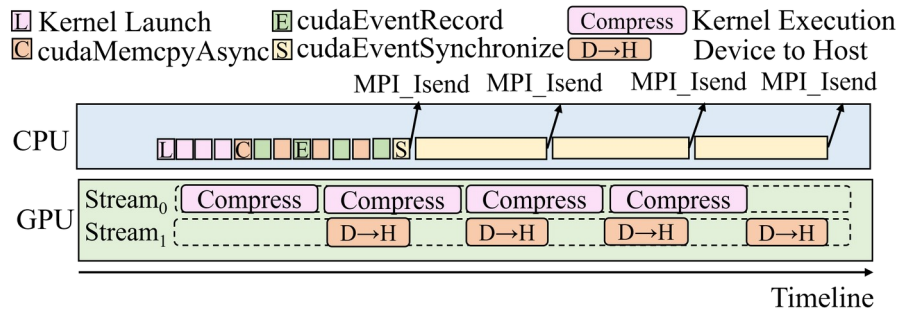 L Kernel Launch E cudaEventRecord Compress Kernel Execution
C cudaMemcpyAsync S cudaEventSynchronize D→H Device to Host
MPI_Isend MPI_Isend MPI_Isend MPI_Isend
CPU L C E S
GPU
Stream0 Compress Compress Compress Compress
Stream1 D→H D→H D→H D→H
Timeline